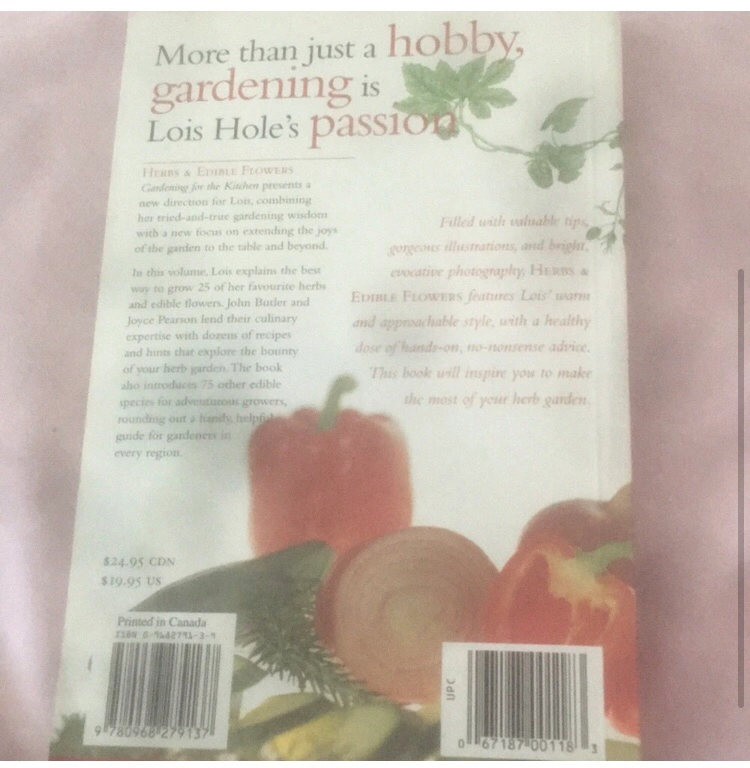 More than just a hobby,
gardening is
Lois Hole's passion
HERBS & EDIBLE FLOWERS
Gardening for the Kitchen presents a
new direction for Lois, combining
her tried-and-true gardening wisdom
with a new focus on extending the joys
of the garden to the table and beyond.
In this volume, Lois explains the best
way to grow 25 of her favourite herbs
and edible flowers. John Butler and
Joyce Pearson lend their culinary
expertise with dozens of recipes
and hints that explore the bounty
of your herb garden. The book
also introduces 75 other edible
species for adventurous growers,
rounding out a handy, helpful
guide for gardeners in
every region.
Filled with valuable tips,
gorgeous illustrations, and bright,
evocative photography, HERBS &
EDIBLE FLOWERS features Lois' warm
and approachable style, with a healthy
dose of hands-on, no-nonsense advice.
This book will inspire you to make
the most of your herb garden.
$24.95 CDN
$19.95 US
Printed in Canada
ISBN 0-9682791-3-9
9 780968 279137
UPC
0 67187 00118 3